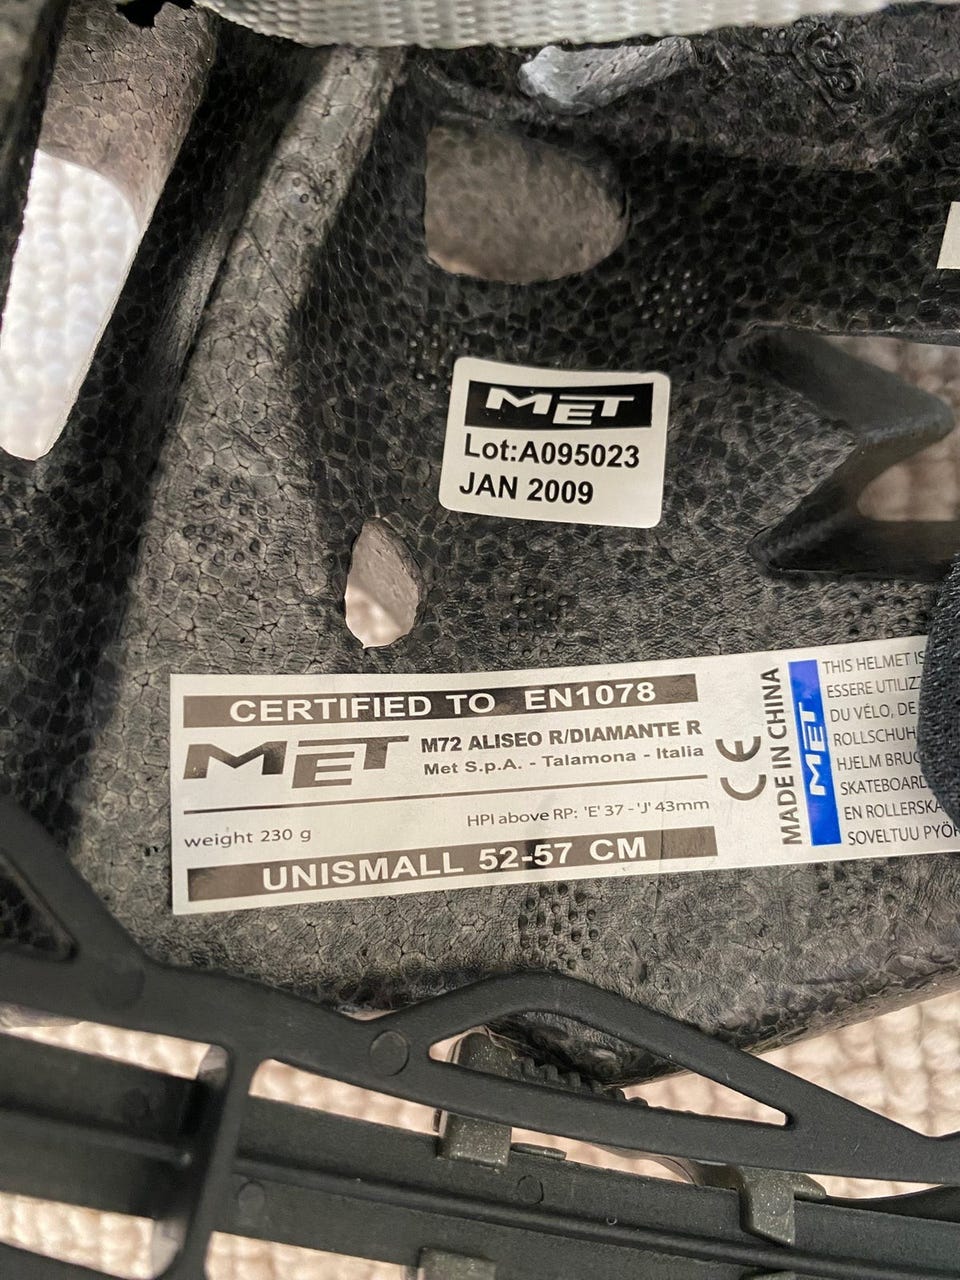 MET
Lot:A095023
JAN 2009
CERTIFIED TO EN1078
MET
M72 ALISEO R/DIAMANTE R
Met S.p.A. - Talamona - Italia
weight 230 g
HPI above RP: 'E' 37 - 'J' 43mm
UNISMALL 52-57 CM
CE
MADE IN CHINA
MET
THIS HELMET IS
ESSERE UTILIZZ
DU VÉLO, DE
ROLLSCHUH
HJELM BRUG
SKATEBOARD
EN ROLLERSKA
SOVELTUU PYÖR